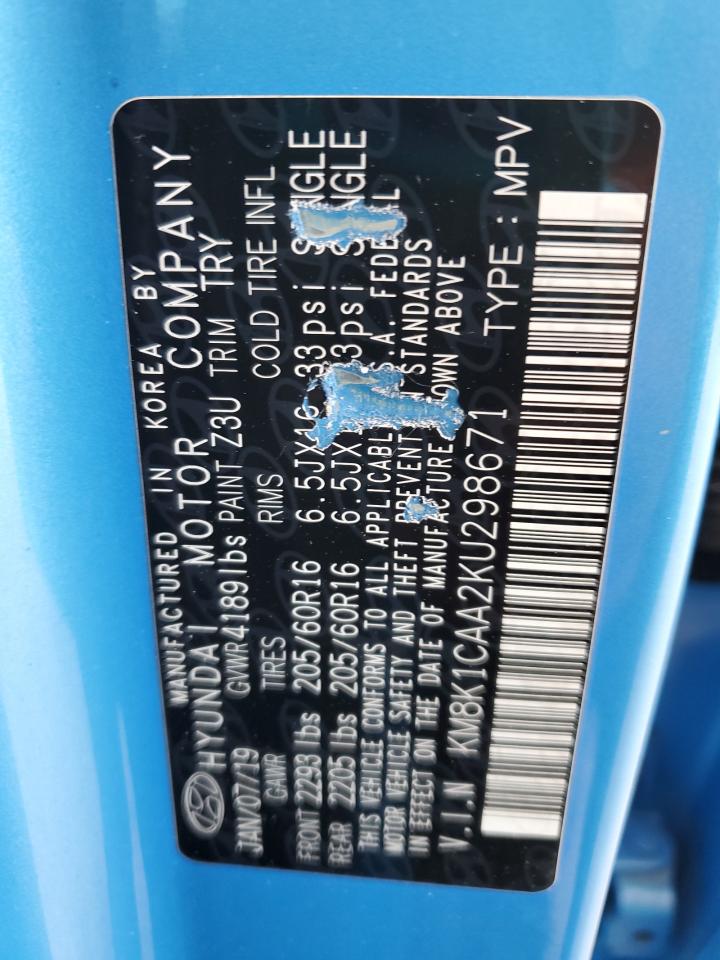 MANUFACTURED IN KOREA BY
HYUNDAI MOTOR COMPANY
JAN/07/19 GVWR 4189 lbs PAINT Z3U TRIM TRY
GAWR TIRES RIMS COLD TIRE INFL
FRONT 2293 lbs 205/60R16 6.5JX16 33psi SINGLE
REAR 2205 lbs 205/60R16 6.5JX 3psi SINGLE
THIS VEHICLE CONFORMS TO ALL APPLICABL S.A. FEDE L
MOTOR VEHICLE SAFETY AND THEFT PREVENT N STANDARDS
IN EFFECT ON THE DATE OF MANUFACTURE OWN ABOVE
V.I.N KM8K1CAA2KU298671 TYPE : MPV